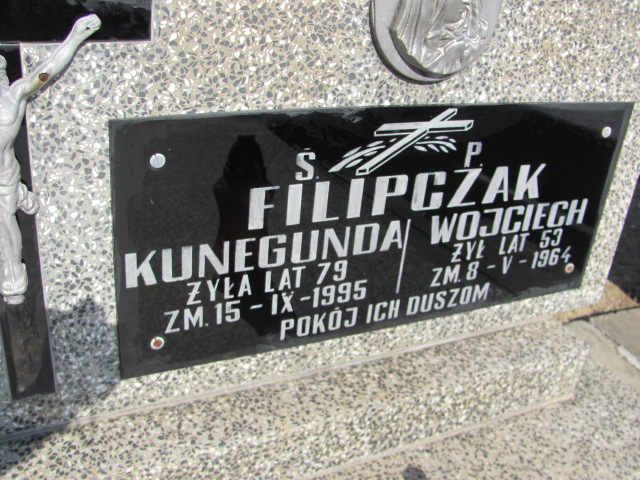 Ś. P.
FILIPCZAK
KUNEGUNDA
ŻYŁA LAT 79
ZM. 15-IX-1995
WOJCIECH
ŻYŁ LAT 53
ZM. 8-V-1964
POKÓJ ICH DUSZOM